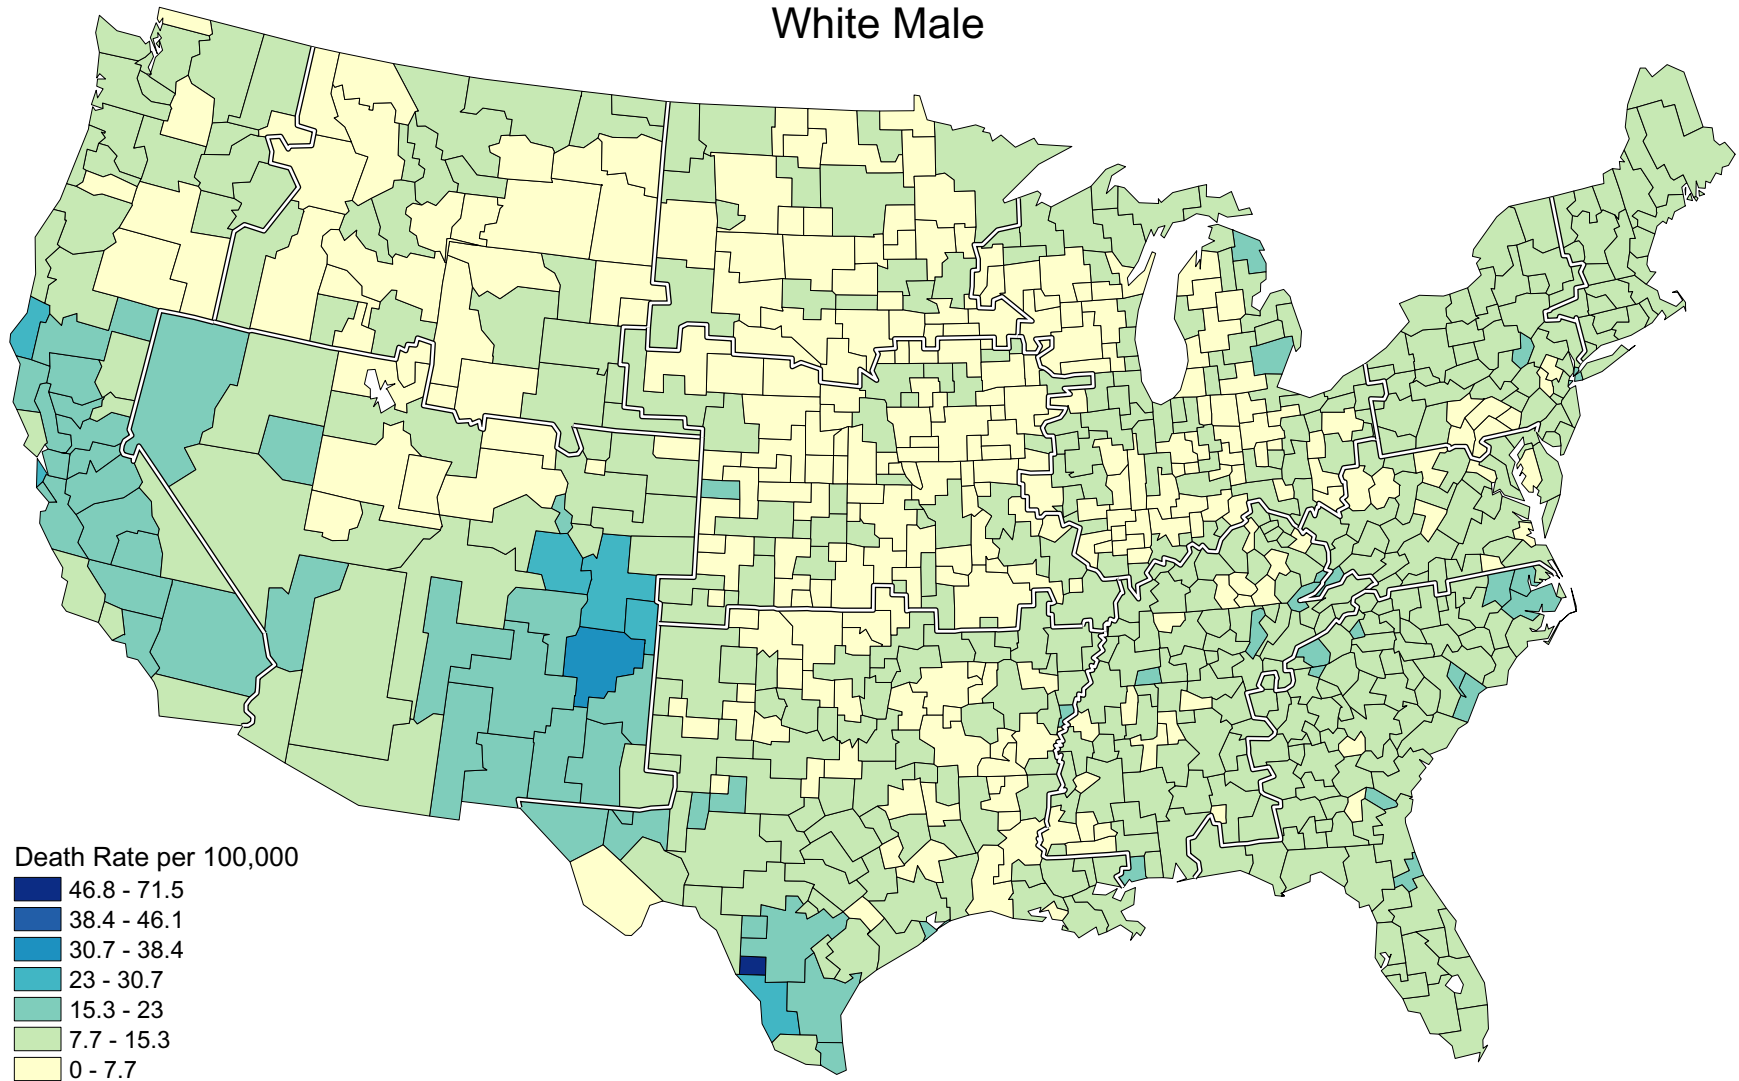 White Male
Death Rate per 100,000
46.8 - 71.5
38.4 - 46.1
30.7 - 38.4
23 - 30.7
15.3 - 23
7.7 - 15.3
0 - 7.7